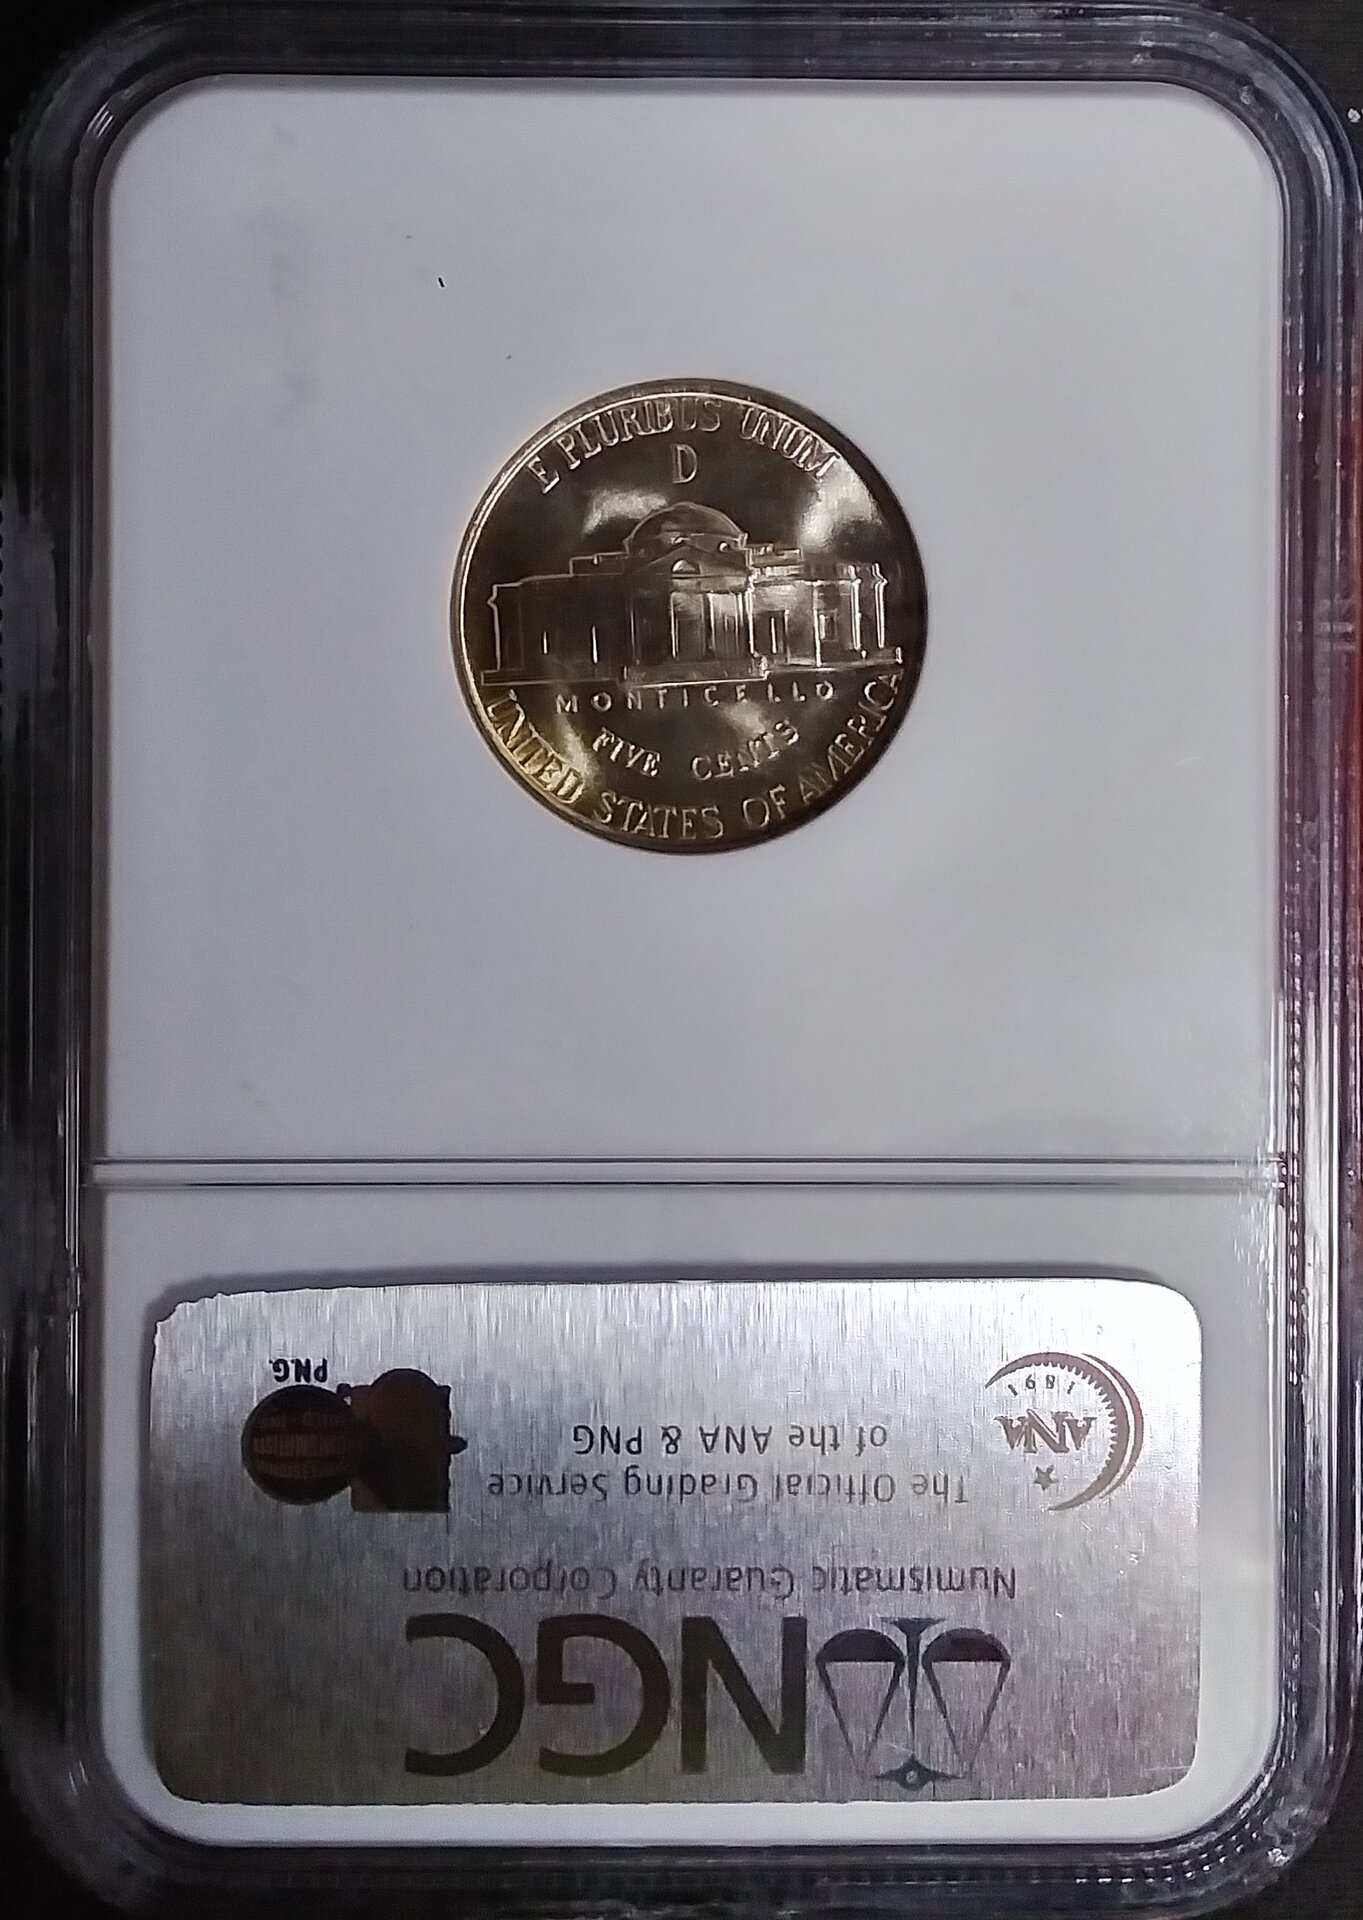 E PLURIBUS UNUM
D
MONTICELLO
FIVE CENTS
UNITED STATES OF AMERICA
NGC
Numismatic Guaranty Corporation
The Official Grading Service
of the ANA & PNG
ANA
1891
P.N.G.